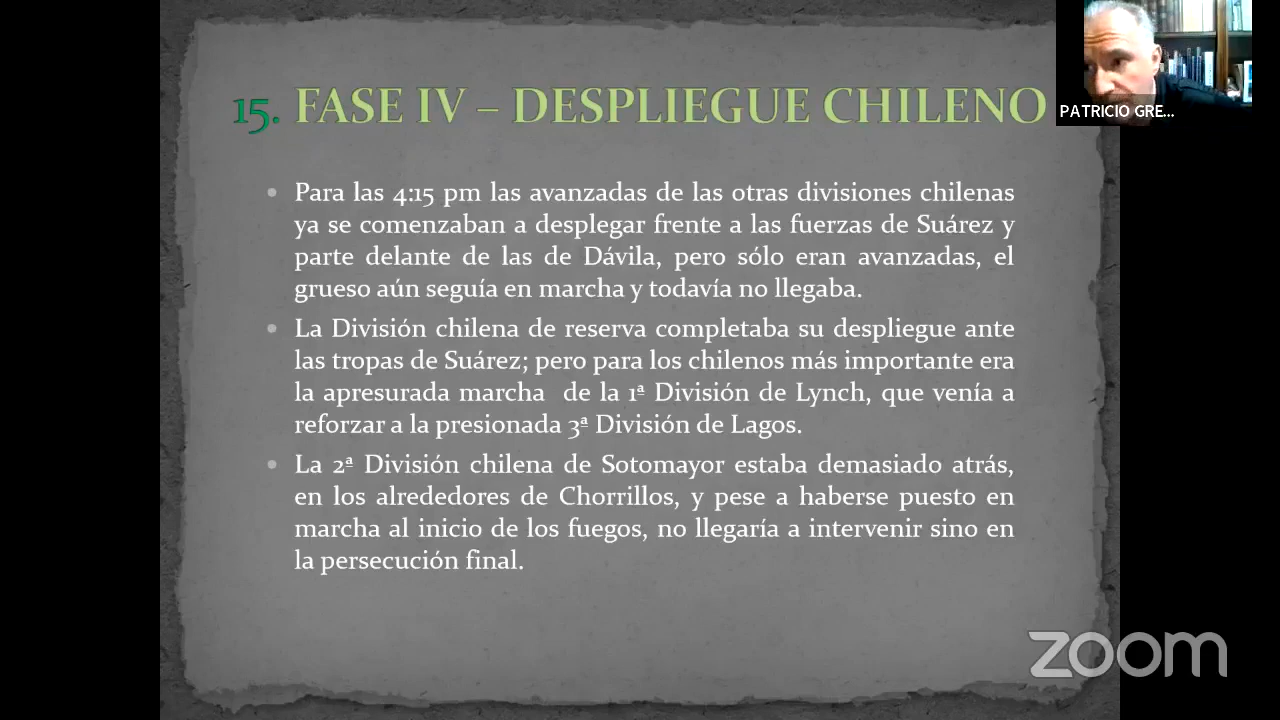 15. FASE IV – DESPLIEGUE CHILENO
PATRICIO GRE...
• Para las 4:15 pm las avanzadas de las otras divisiones chilenas
ya se comenzaban a desplegar frente a las fuerzas de Suárez y
parte delante de las de Dávila, pero sólo eran avanzadas, el
grueso aún seguía en marcha y todavía no llegaba.
• La División chilena de reserva completaba su despliegue ante
las tropas de Suárez; pero para los chilenos más importante era
la apresurada marcha de la 1ª División de Lynch, que venía a
reforzar a la presionada 3ª División de Lagos.
• La 2ª División chilena de Sotomayor estaba demasiado atrás,
en los alrededores de Chorrillos, y pese a haberse puesto en
marcha al inicio de los fuegos, no llegaría a intervenir sino en
la persecución final.
zoom